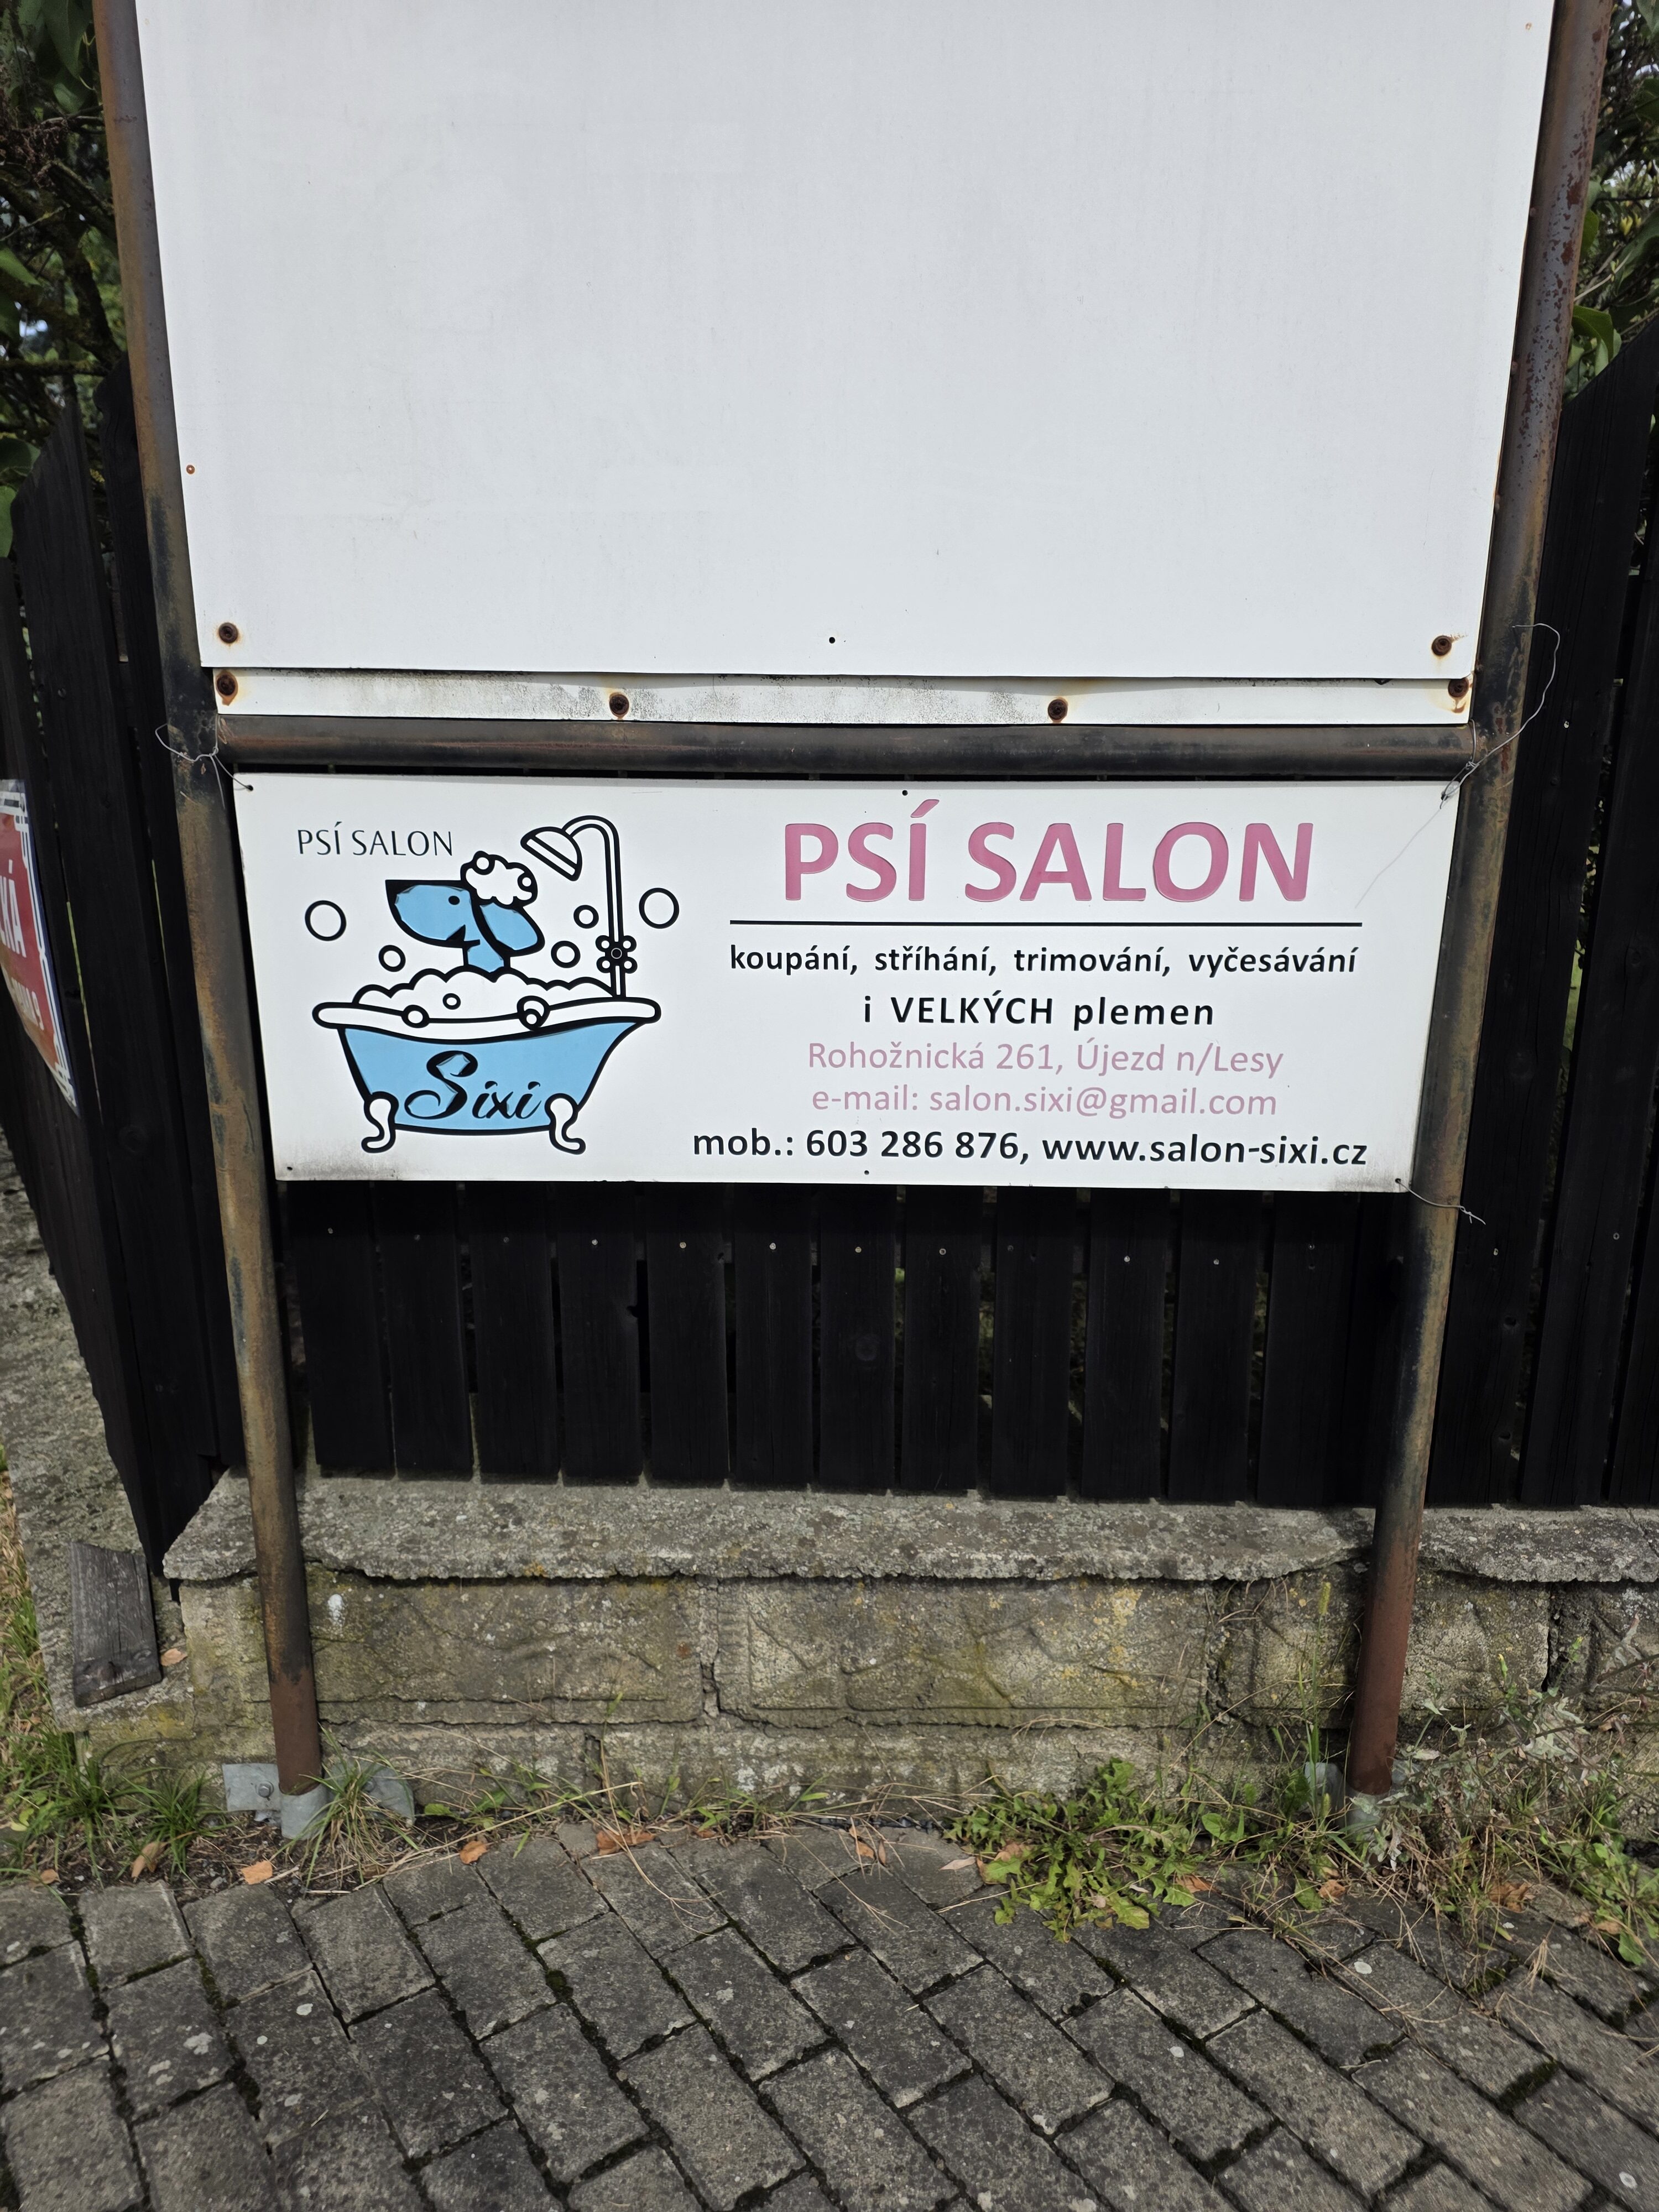 PSÍ SALON
Sixi
PSÍ SALON
koupání, stříhání, trimování, vyčesávání
i VELKÝCH plemen
Rohožnická 261, Újezd n/Lesy
e-mail: salon.sixi@gmail.com
mob.: 603 286 876, www.salon-sixi.cz